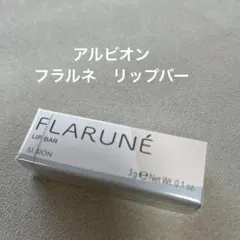 アルビオン
フラルネ　リップバー
FLARUNÉ
LIP BAR
ALBION
3g℮Net Wt. 0.1 oz.